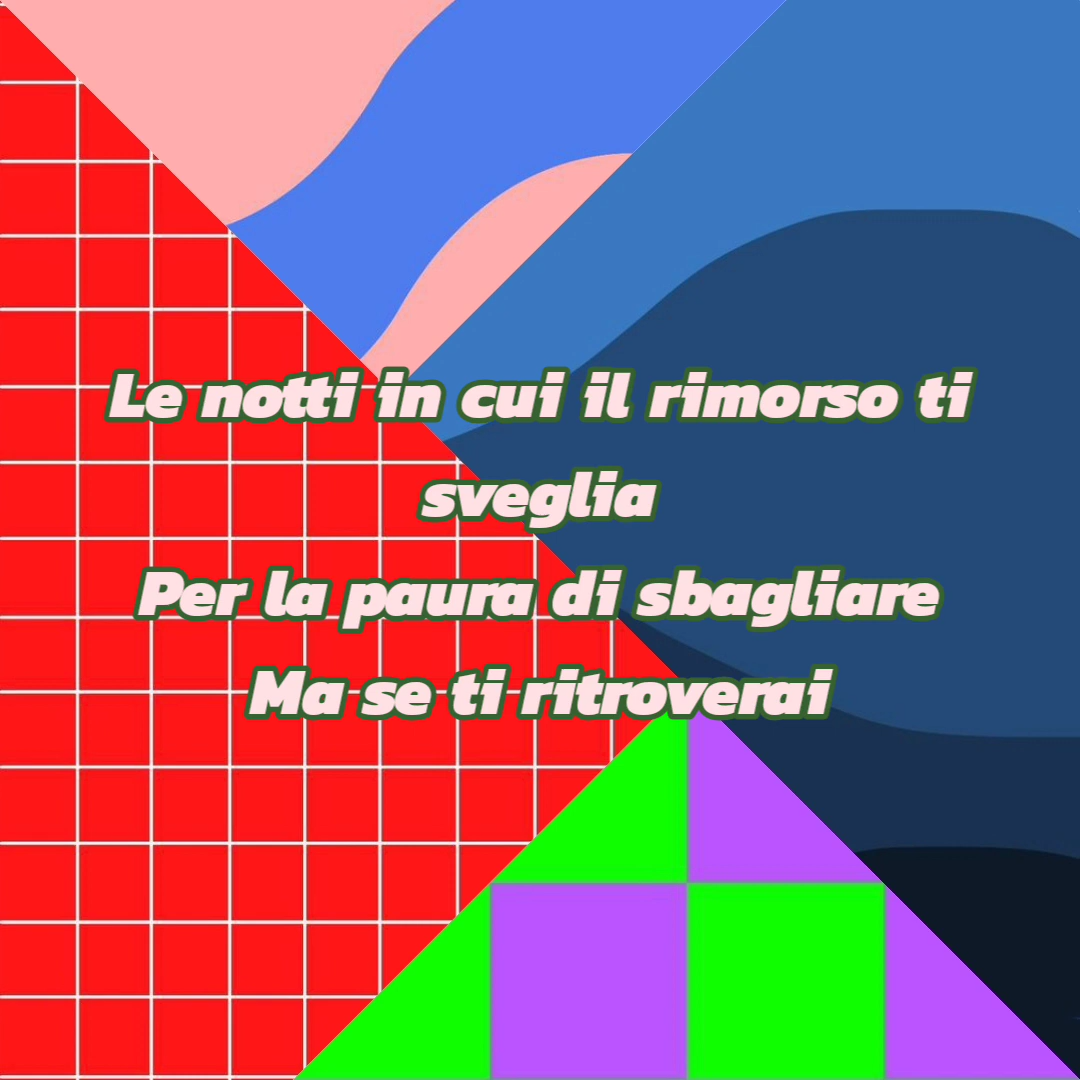 Le notti in cui il rimorso ti
sveglia
Per la paura di sbagliare
Ma se ti ritroverai